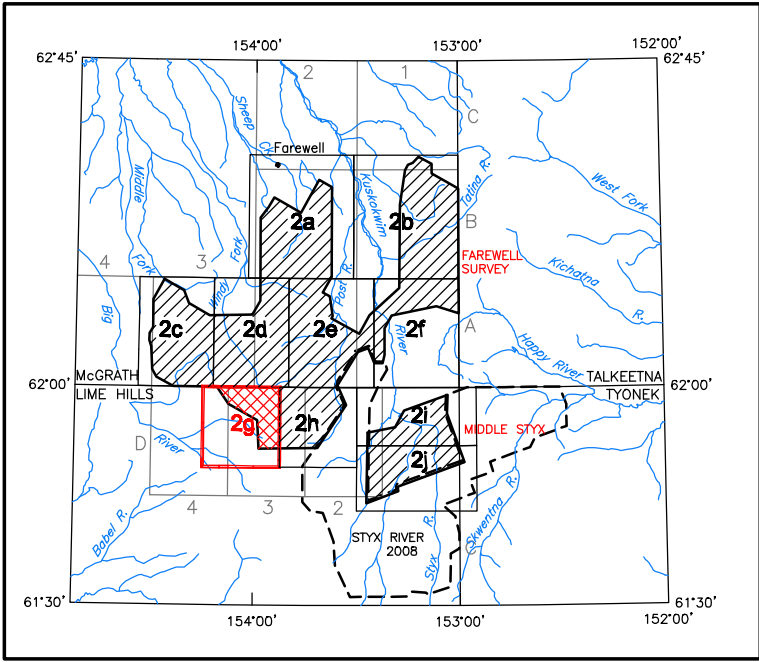 154°00'
153°00'
152°00'
62°45'
62°45'
2
1
C
Sheep
Ck.
Farewell
Middle
Kuskokwim
Tatina R.
West Fork
2a
2b
B
FAREWELL
SURVEY
4
3
Fork
Fork
Windy
Post R.
Kichatna
R.
Big
2c
2d
2e
River
2f
A
Happy River
McGRATH
TALKEETNA
62°00'
62°00'
LIME HILLS
TYONEK
2g
2h
2i
MIDDLE STYX
D
River
2j
4
3
2
Babel R.
STYX RIVER
2008
Styx
R.
C
Skwentna R.
61°30'
61°30'
154°00'
153°00'
152°00'